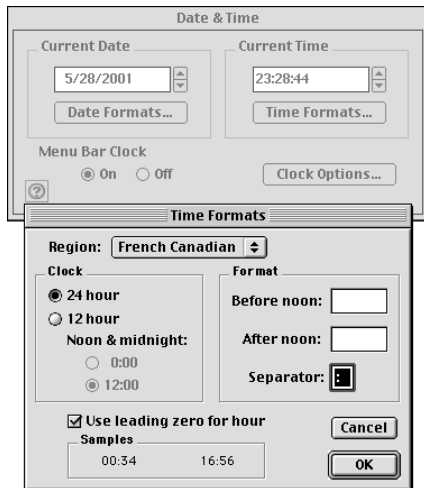 Date & Time
Current Date
Current Time
5/28/2001
23:28:44
Date Formats...
Time Formats...
Menu Bar Clock
On
Off
Clock Options...
?
Time Formats
Region: French Canadian
Clock
24 hour
12 hour
Noon & midnight:
0:00
12:00
Format
Before noon:
After noon:
Separator: :
Use leading zero for hour
Samples
00:34
16:56
Cancel
OK